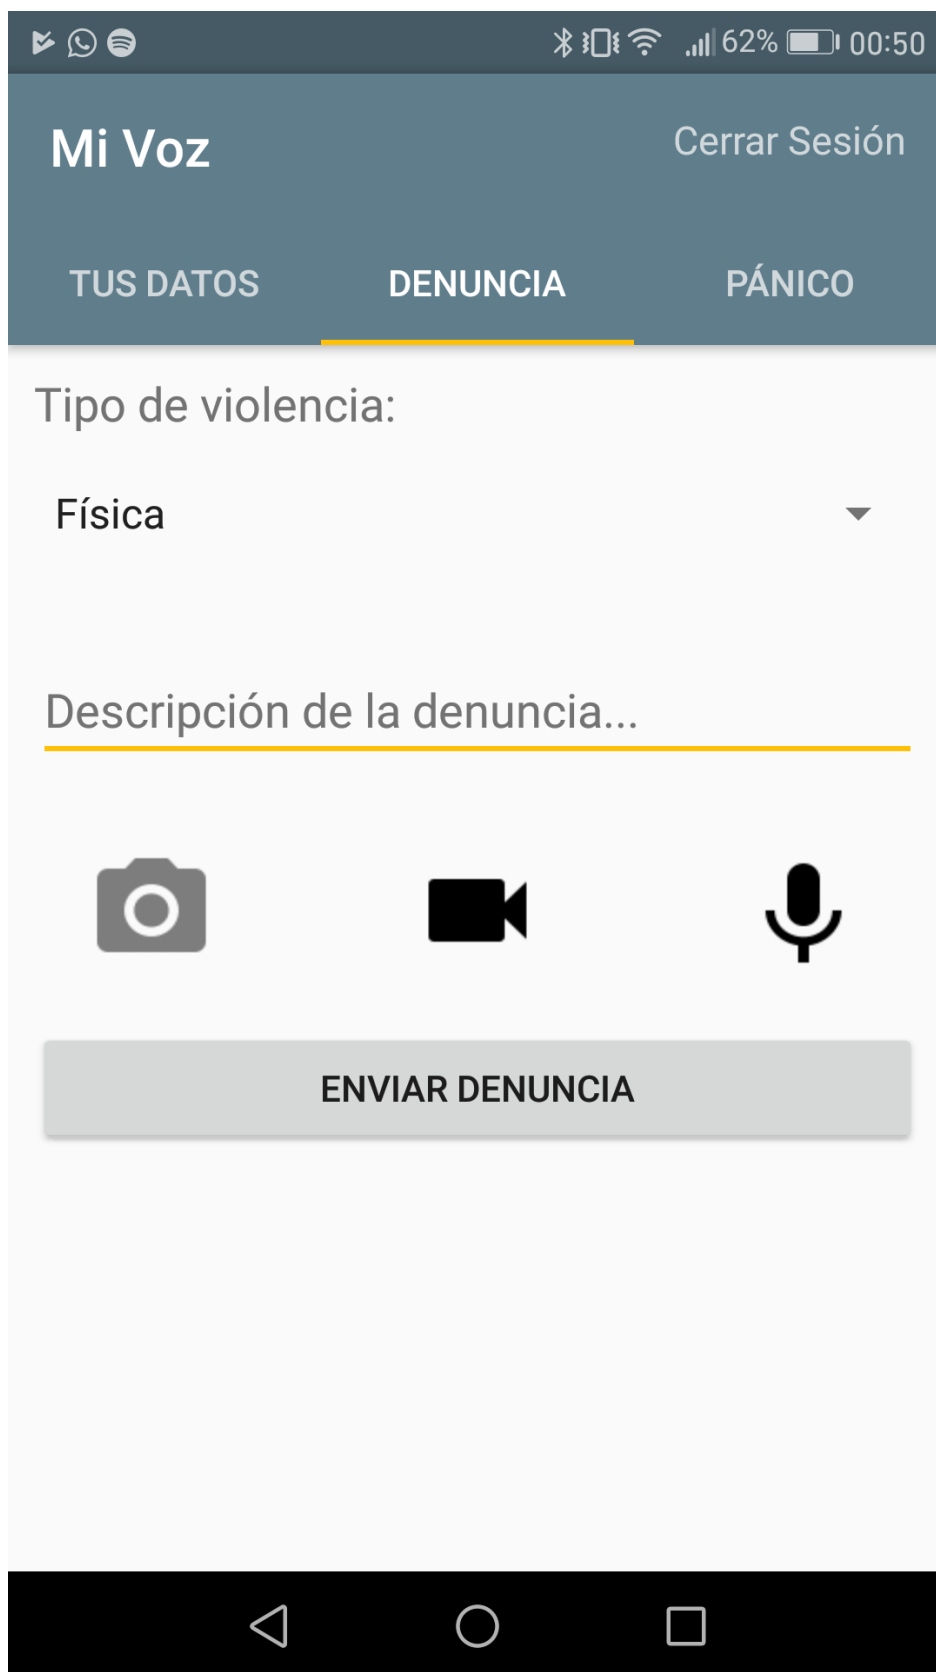 62% 00:50
Mi Voz
Cerrar Sesión
TUS DATOS DENUNCIA PÁNICO
Tipo de violencia:
Física
Descripción de la denuncia...
ENVIAR DENUNCIA